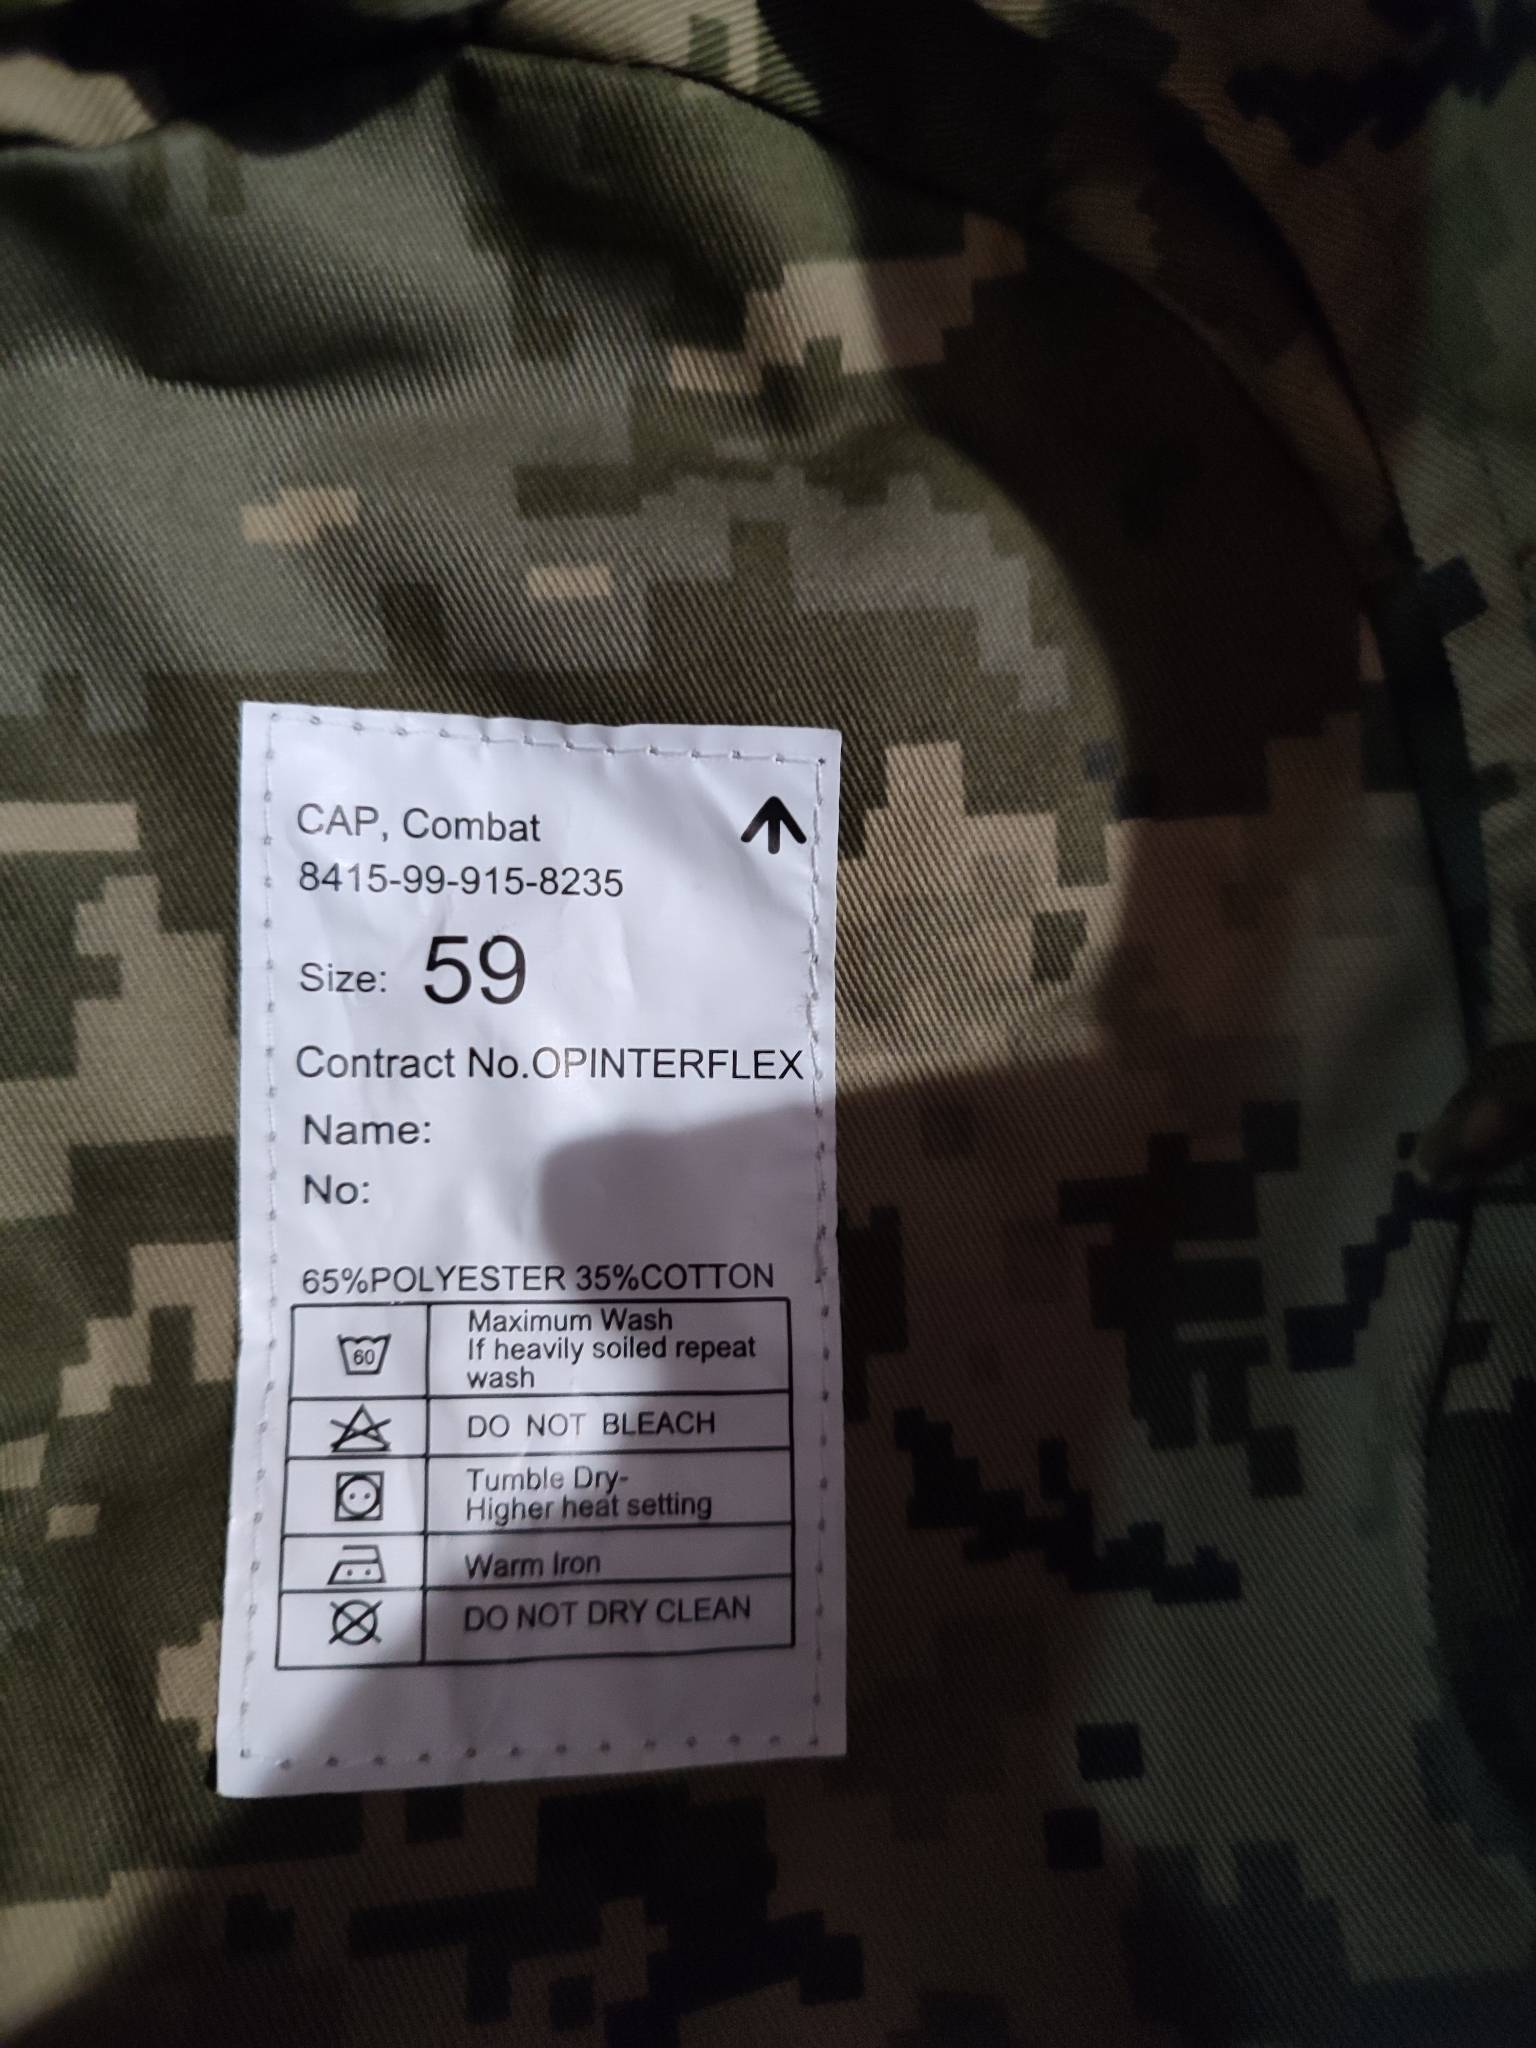 CAP, Combat
8415-99-915-8235
Size: 59
Contract No.OPINTERFLEX
Name:
No:
65%POLYESTER 35%COTTON
60
Maximum Wash
If heavily soiled repeat
wash
DO NOT BLEACH
Tumble Dry-
Higher heat setting
Warm Iron
DO NOT DRY CLEAN